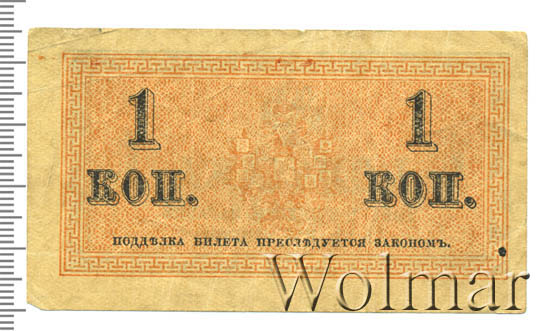 1 1
КОП. КОП.
ПОДДѢЛКА БИЛЕТА ПРЕСЛѢДУЕТСЯ ЗАКОНОМЪ.
Wolmar